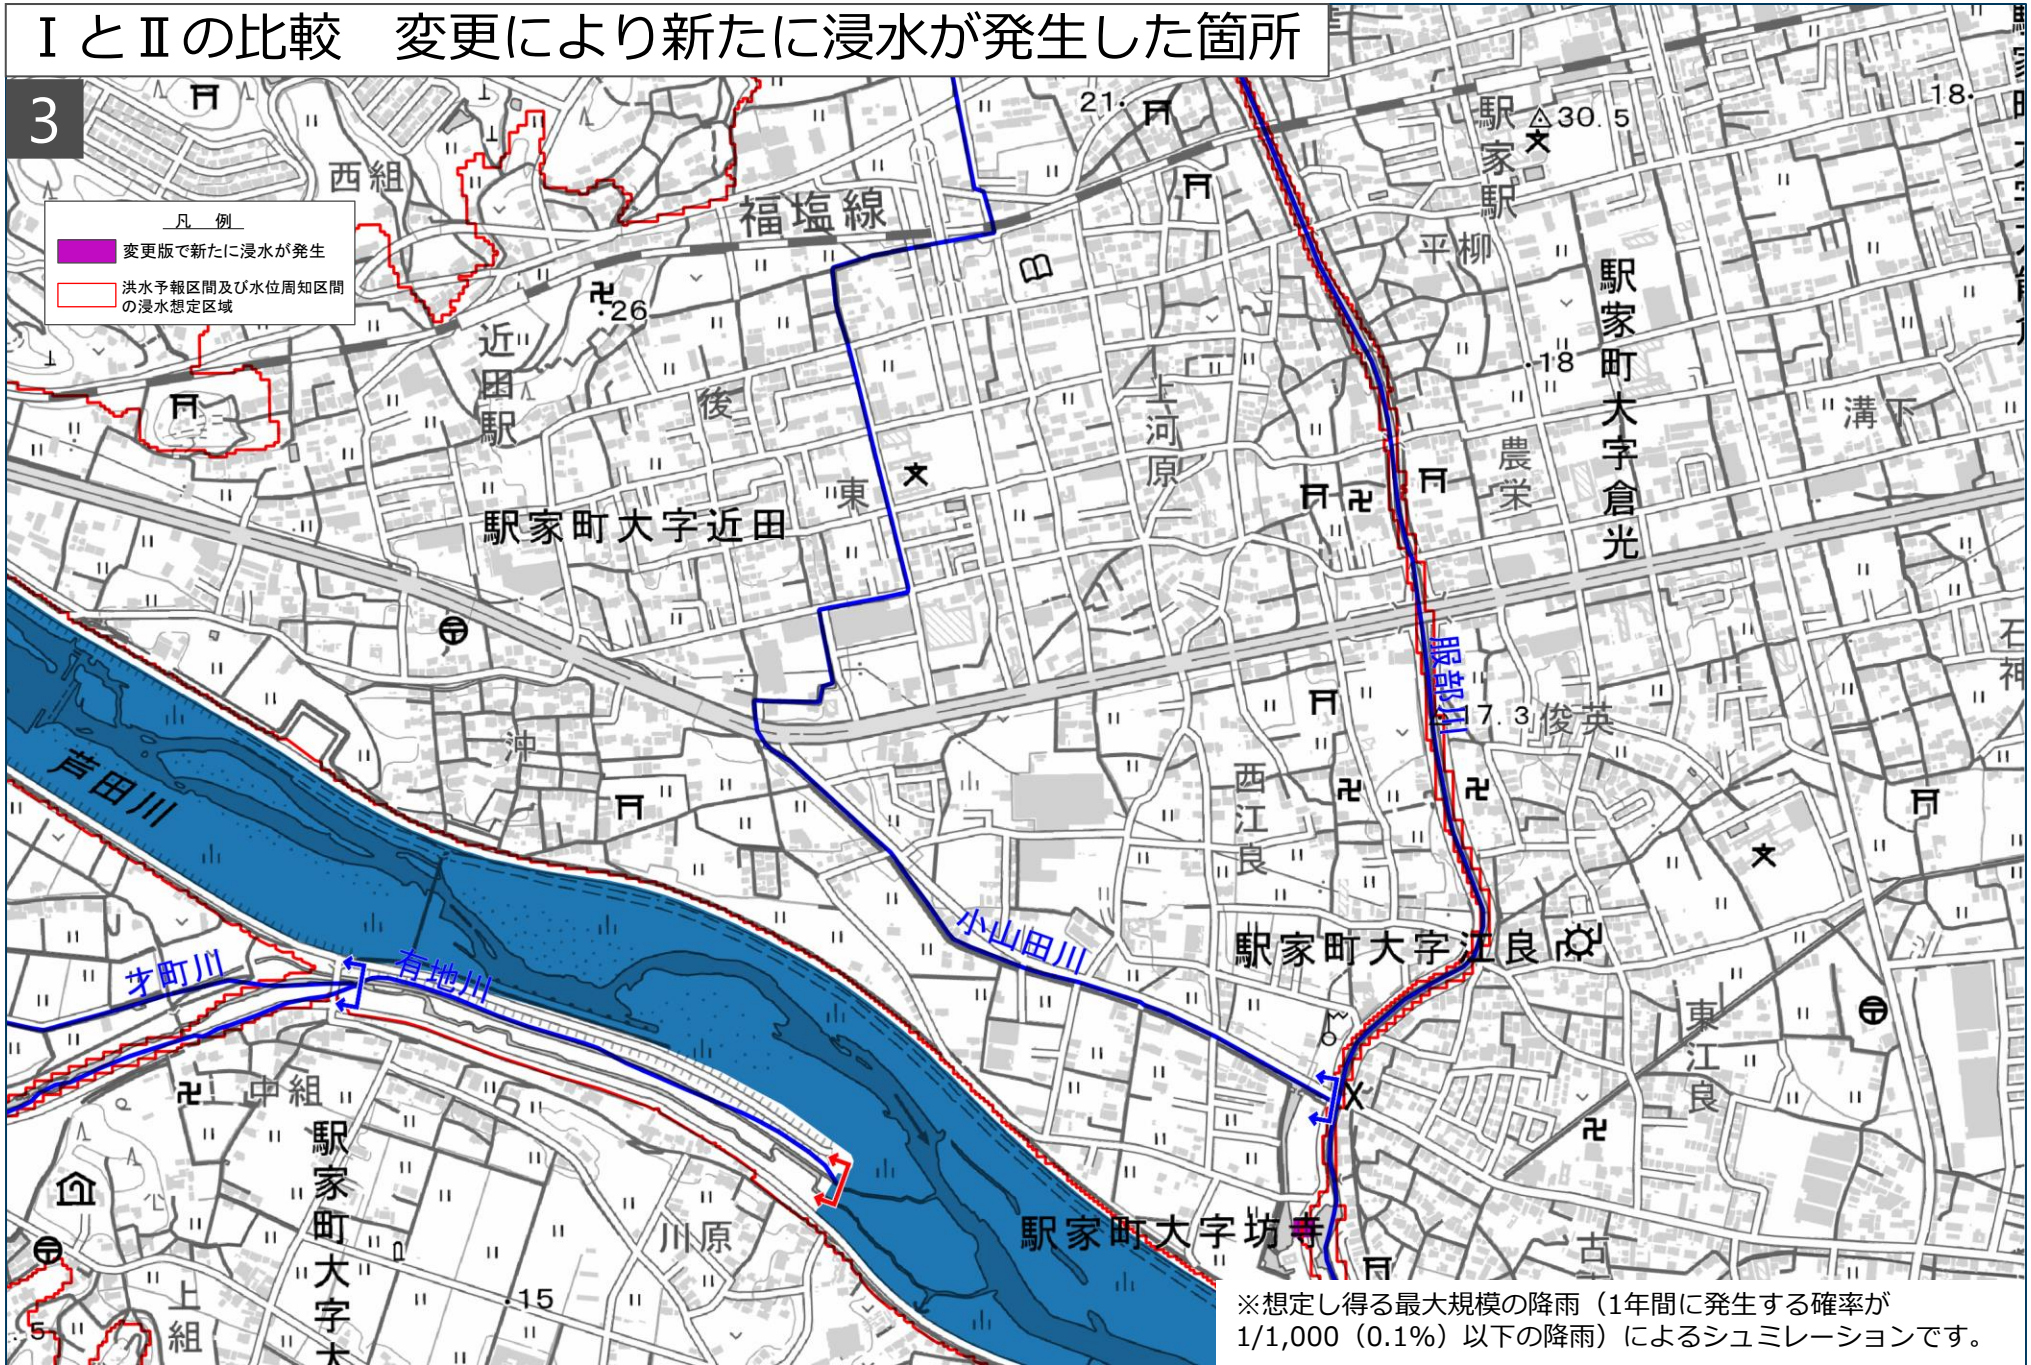 ⅠとⅡの比較　変更により新たに浸水が発生した箇所
3
凡　例
変更版で新たに浸水が発生
洪水予報区間及び水位周知区間
の浸水想定区域
西組
福塩線
21
駅家駅
30.5
18
平柳
駅家町大字倉光
近田駅
26
後
上河原
18
溝下
農栄
東
駅家町大字近田
服部川
17.3
俊英
石神
沖
芦田川
西江良
小山田川
駅家町大字江良
才町川
有地川
東江良
中組
駅家町大字大
川原
駅家町大字坊寺
古
15
上組
5
※想定し得る最大規模の降雨（1年間に発生する確率が
1/1,000（0.1%）以下の降雨）によるシュミレーションです。